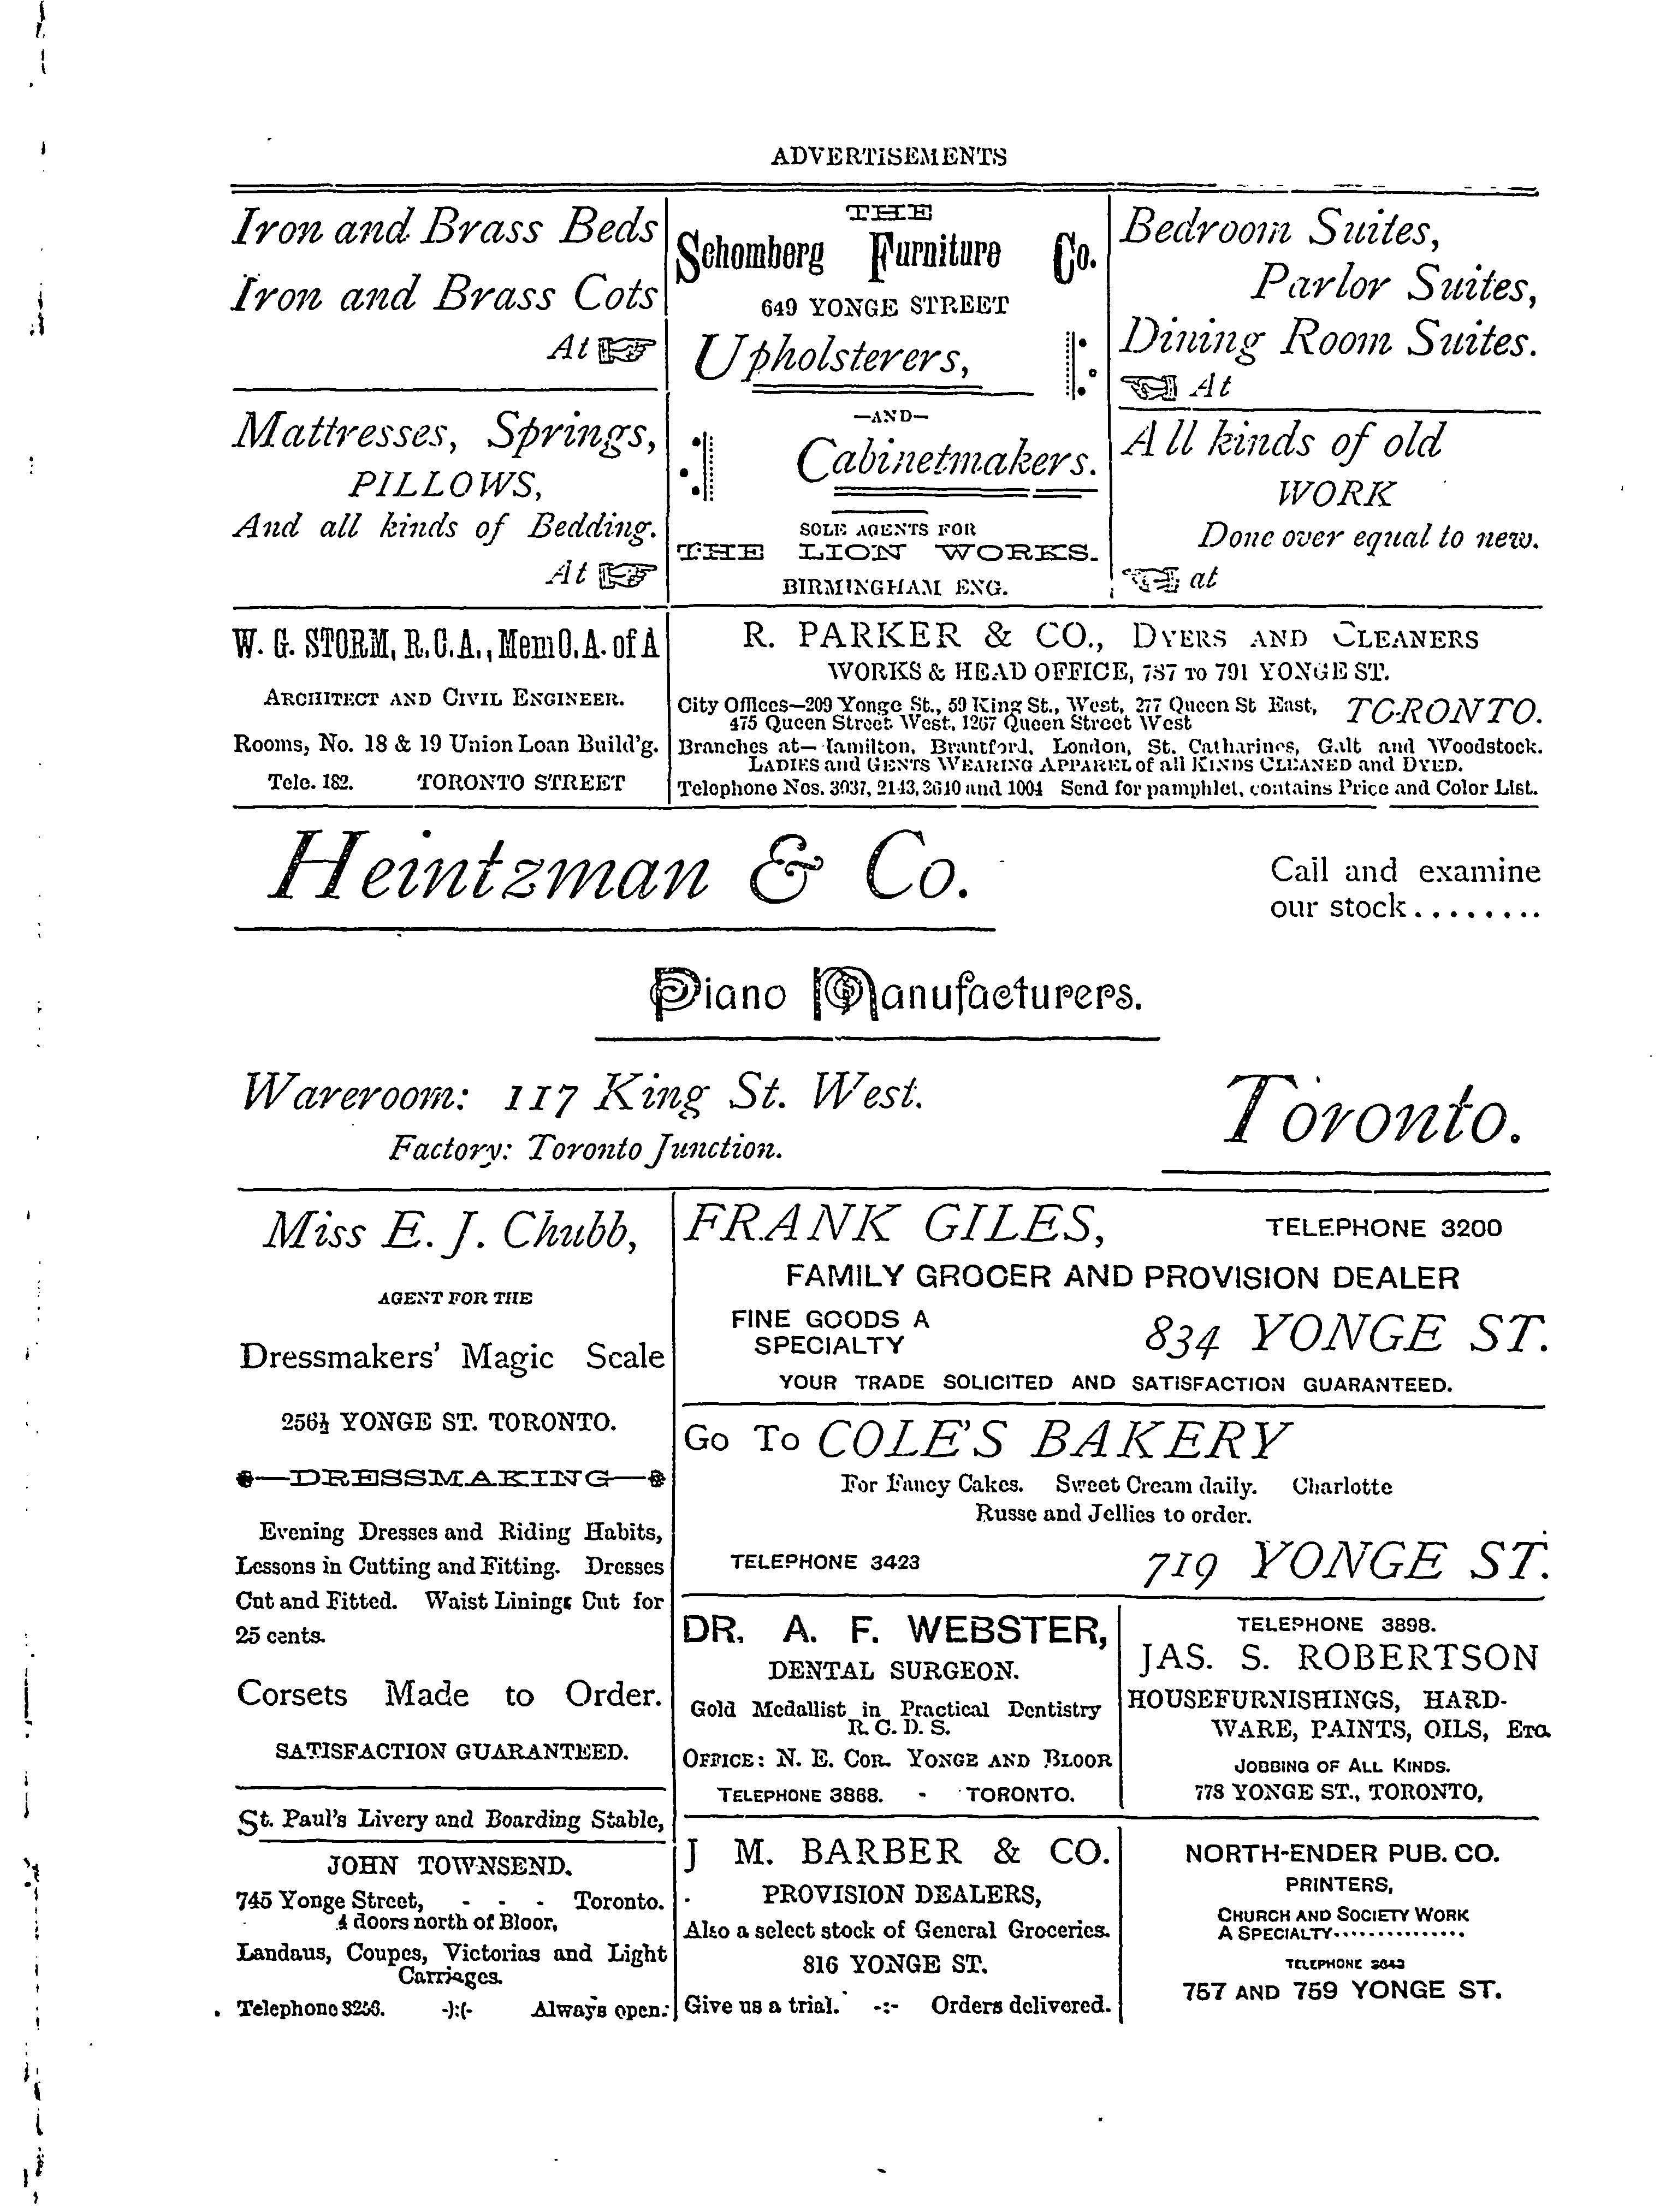 ADVERTISEMENTS
Iron and Brass Beds
Iron and Brass Cots
At
Mattresses, Springs,
PILLOWS,
And all kinds of Bedding.
At
THE
Schomberg Furniture Co.
649 YONGE STREET
Upholsterers,
—AND—
Cabinetmakers.
SOLE AGENTS FOR
THE LION WORKS.
BIRMINGHAM ENG.
Bedroom Suites,
Parlor Suites,
Dining Room Suites.
At
All kinds of old
WORK
Done over equal to new.
at
W. G. STORM, R.C.A., Mem O.A. of A
ARCHITECT AND CIVIL ENGINEER.
Rooms, No. 18 & 19 Union Loan Build'g.
Tele. 182. TORONTO STREET
R. PARKER & CO., DYERS AND CLEANERS
WORKS & HEAD OFFICE, 787 TO 791 YONGE ST.
City Offices—209 Yonge St., 59 King St., West, 277 Queen St East,
475 Queen Street West, 1267 Queen Street West
TORONTO.
Branches at—Hamilton, Brantford, London, St. Catharines, Galt and Woodstock.
LADIES and GENTS WEARING APPAREL of all KINDS CLEANED and DYED.
Telephone Nos. 3037, 2143, 3640 and 1004 Send for pamphlet, contains Price and Color List.
Heintzman & Co.
Call and examine
our stock........
Piano Manufacturers.
Wareroom: 117 King St. West.
Factory: Toronto Junction.
Toronto.
Miss E. J. Chubb,
AGENT FOR THE
Dressmakers' Magic Scale
256½ YONGE ST. TORONTO.
DRESSMAKING
Evening Dresses and Riding Habits,
Lessons in Cutting and Fitting. Dresses
Cut and Fitted. Waist Linings Cut for
25 cents.
Corsets Made to Order.
SATISFACTION GUARANTEED.
St. Paul's Livery and Boarding Stable,
JOHN TOWNSEND.
745 Yonge Street, - - - Toronto.
4 doors north of Bloor,
Landaus, Coupes, Victorias and Light
Carriages.
Telephone -):(- Always open.
FRANK GILES, TELEPHONE 3200
FAMILY GROCER AND PROVISION DEALER
FINE GOODS A
SPECIALTY
834 YONGE ST.
YOUR TRADE SOLICITED AND SATISFACTION GUARANTEED.
Go To COLE'S BAKERY
For Fancy Cakes. Sweet Cream daily. Charlotte
Russe and Jellies to order.
TELEPHONE 3423 719 YONGE ST.
DR. A. F. WEBSTER,
DENTAL SURGEON.
Gold Medallist in Practical Dentistry
R. C. D. S.
OFFICE: N. E. COR. YONGE AND BLOOR
TELEPHONE 3868. - TORONTO.
TELEPHONE 3898.
JAS. S. ROBERTSON
HOUSEFURNISHINGS, HARD-
WARE, PAINTS, OILS, ETC.
JOBBING OF ALL KINDS.
778 YONGE ST., TORONTO,
J M. BARBER & CO.
PROVISION DEALERS,
Also a select stock of General Groceries.
816 YONGE ST.
Give us a trial. -:- Orders delivered.
NORTH-ENDER PUB. CO.
PRINTERS,
CHURCH AND SOCIETY WORK
A SPECIALTY...............
TELEPHONE
757 AND 759 YONGE ST.